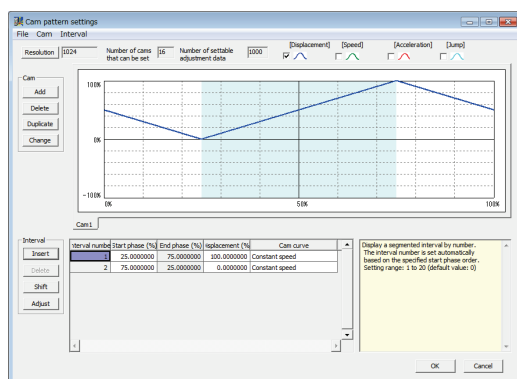 Cam pattern settings
File Cam Interval
Resolution 1024 Number of cams that can be set 16 Number of settable adjustment data 1000 [Displacement] [Speed] [Acceleration] [Jump]
Cam
Add
Delete
Duplicate
Change
100%
0%
-100%
0% 50% 100%
Cam1
Interval
Insert
Delete
Shift
Adjust
nterval numbe Start phase (%) End phase (%) isplacement (% Cam curve
1 25.0000000 75.0000000 100.0000000 Constant speed
2 75.0000000 25.0000000 0.0000000 Constant speed
Display a segmented interval by number.
The interval number is set automatically
based on the specified start phase order.
Setting range: 1 to 20 (default value: 0)
OK Cancel